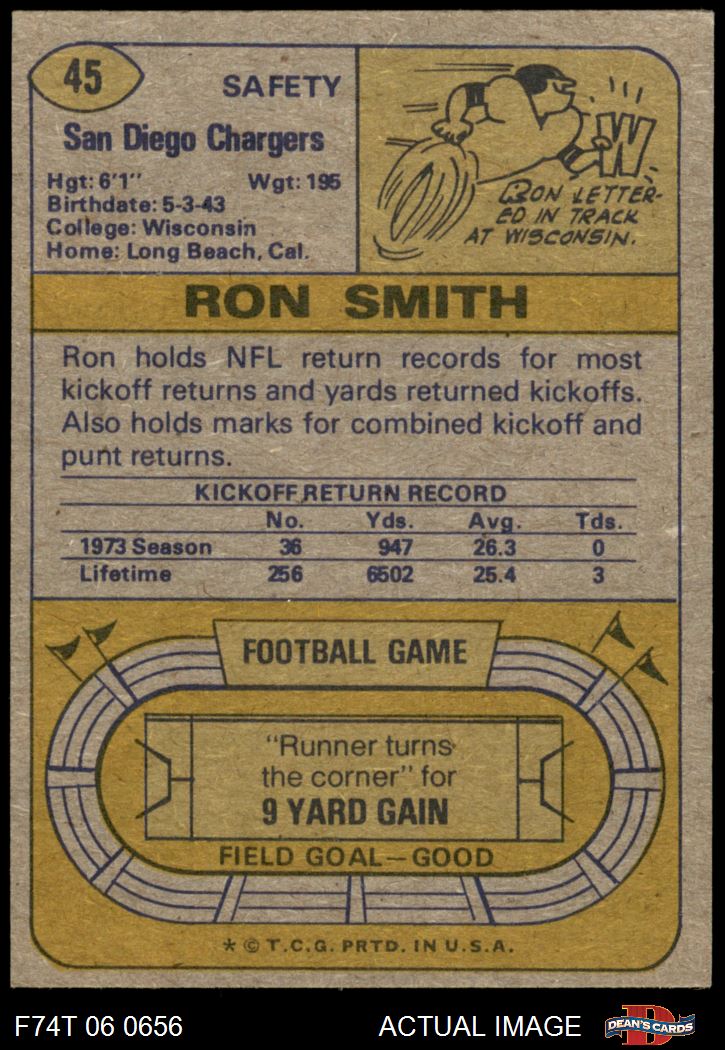 45
SAFETY
San Diego Chargers
Hgt: 6'1" Wgt: 195
Birthdate: 5-3-43
College: Wisconsin
Home: Long Beach, Cal.
W
RON LETTER-
ED IN TRACK
AT WISCONSIN.
RON SMITH
Ron holds NFL return records for most
kickoff returns and yards returned kickoffs.
Also holds marks for combined kickoff and
punt returns.
KICKOFF RETURN RECORD
No. Yds. Avg. Tds.
1973 Season 36 947 26.3 0
Lifetime 256 6502 25.4 3
FOOTBALL GAME
"Runner turns
the corner" for
9 YARD GAIN
FIELD GOAL—GOOD
* © T.C.G. PRTD. IN U.S.A.
F74T 06 0656 ACTUAL IMAGE D DEAN'S CARDS